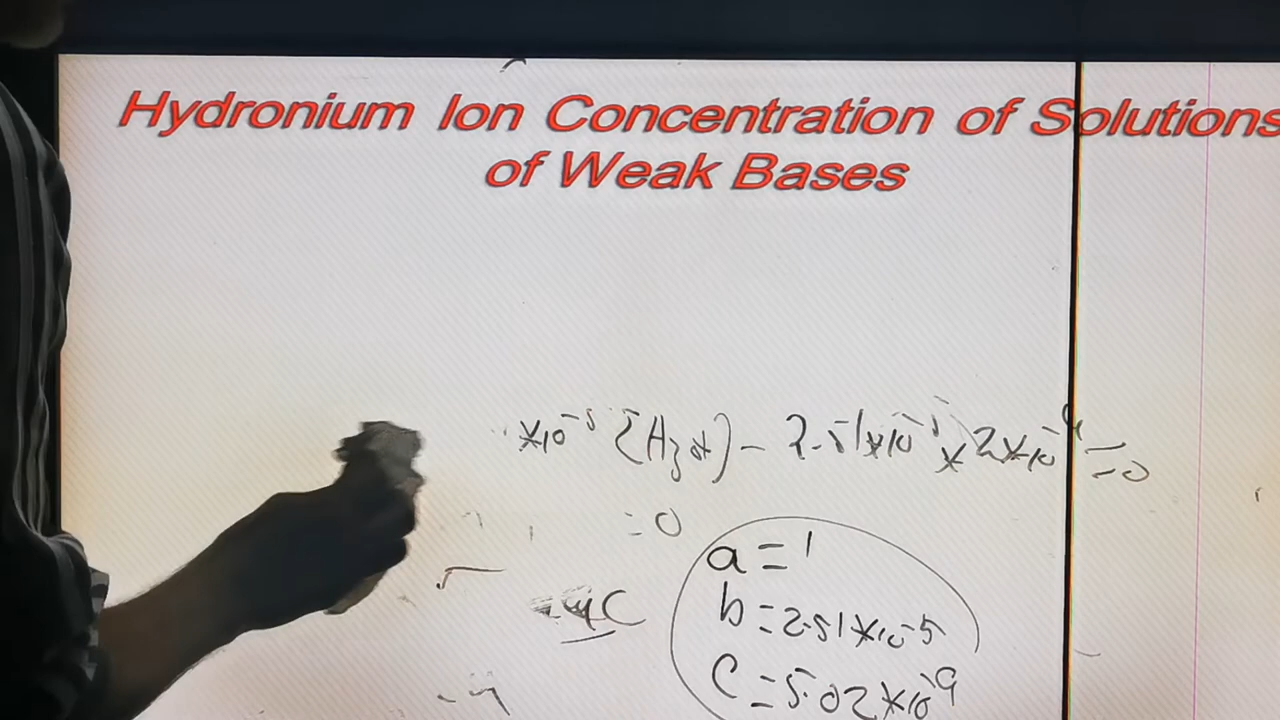 Hydronium Ion Concentration of Solutions
of Weak Bases
*10⁻⁵ [H₃O+] - 2.51*10⁻⁵ * 2*10⁻⁴ = 0
= 0
a = 1
b = 2.51*10⁻⁵
C = 5.02*10⁻⁹